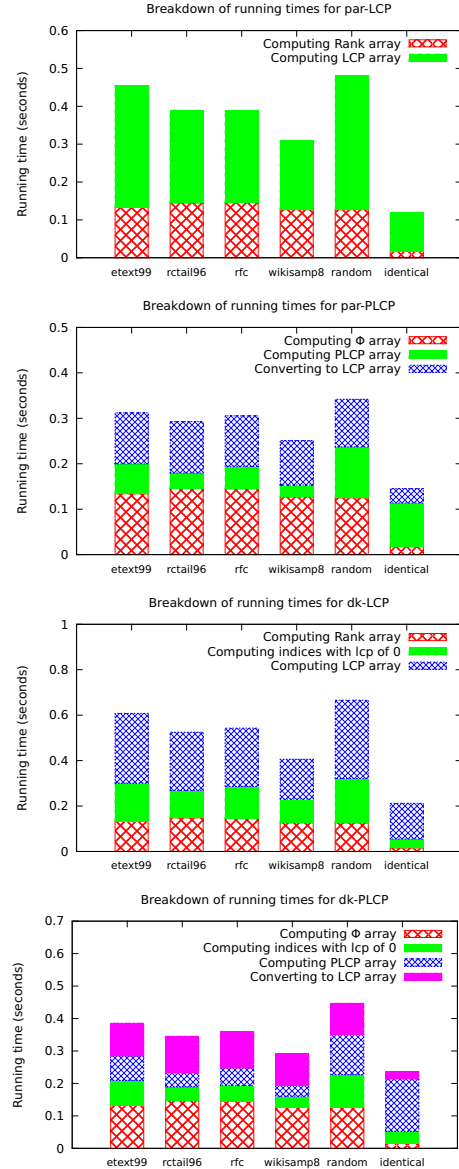 Breakdown of running times for par-LCP
Running time (seconds)
0.6
0.5
0.4
0.3
0.2
0.1
0
Computing Rank array
Computing LCP array
etext99 rctail96 rfc wikisamp8 random identical
Breakdown of running times for par-PLCP
Running time (seconds)
0.5
0.4
0.3
0.2
0.1
0
Computing Φ array
Computing PLCP array
Converting to LCP array
etext99 rctail96 rfc wikisamp8 random identical
Breakdown of running times for dk-LCP
Running time (seconds)
1
0.8
0.6
0.4
0.2
0
Computing Rank array
Computing indices with lcp of 0
Computing LCP array
etext99 rctail96 rfc wikisamp8 random identical
Breakdown of running times for dk-PLCP
Running time (seconds)
0.7
0.6
0.5
0.4
0.3
0.2
0.1
0
Computing Φ array
Computing indices with lcp of 0
Computing PLCP array
Converting to LCP array
etext99 rctail96 rfc wikisamp8 random identical